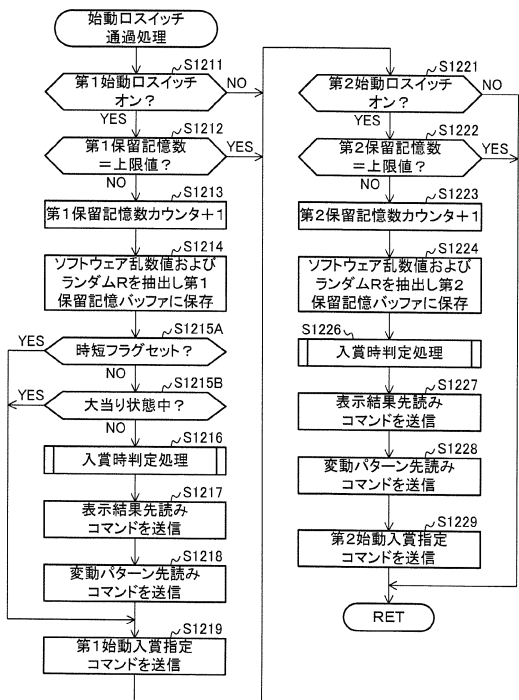 始動口スイッチ
通過処理
S1211
第1始動口スイッチ
オン?
NO
YES
S1212
第1保留記憶数
=上限値?
YES
NO
S1213
第1保留記憶数カウンタ+1
S1214
ソフトウェア乱数値および
ランダムRを抽出し第1
保留記憶バッファに保存
S1215A
YES
時短フラグセット?
NO
S1215B
YES
大当り状態中?
NO
S1216
入賞時判定処理
S1217
表示結果先読み
コマンドを送信
S1218
変動パターン先読み
コマンドを送信
S1219
第1始動入賞指定
コマンドを送信
S1221
第2始動口スイッチ
オン?
NO
YES
S1222
第2保留記憶数
=上限値?
YES
NO
S1223
第2保留記憶数カウンタ+1
S1224
ソフトウェア乱数値および
ランダムRを抽出し第2
保留記憶バッファに保存
S1226
入賞時判定処理
S1227
表示結果先読み
コマンドを送信
S1228
変動パターン先読み
コマンドを送信
S1229
第2始動入賞指定
コマンドを送信
RET